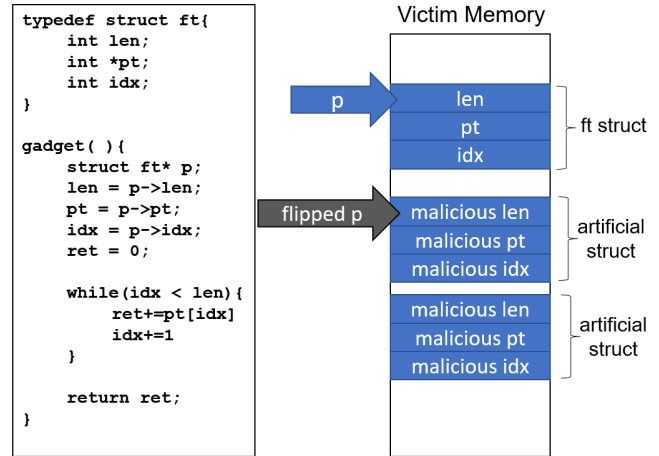 typedef struct ft{
int len;
int *pt;
int idx;
}
gadget( ){
struct ft* p;
len = p->len;
pt = p->pt;
idx = p->idx;
ret = 0;
while(idx < len){
ret+=pt[idx]
idx+=1
}
return ret;
}
Victim Memory
p
len
pt
idx
ft struct
flipped p
malicious len
malicious pt
malicious idx
artificial
struct
malicious len
malicious pt
malicious idx
artificial
struct